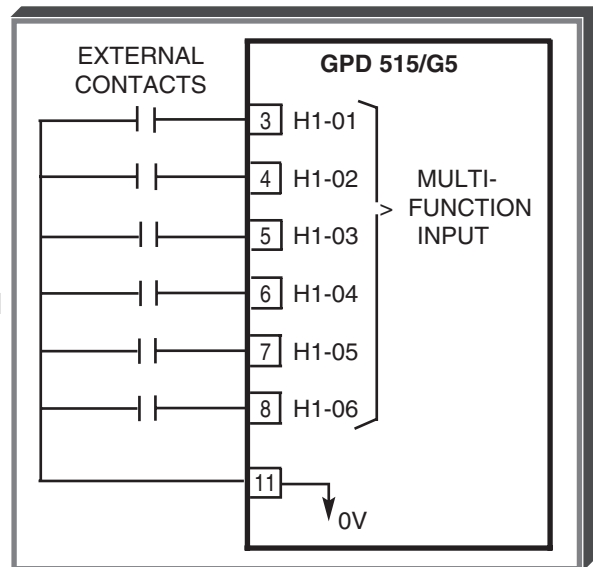 EXTERNAL
CONTACTS
GPD 515/G5
3 H1-01
4 H1-02
5 H1-03
6 H1-04
7 H1-05
8 H1-06
MULTI-
> FUNCTION
INPUT
11
0V